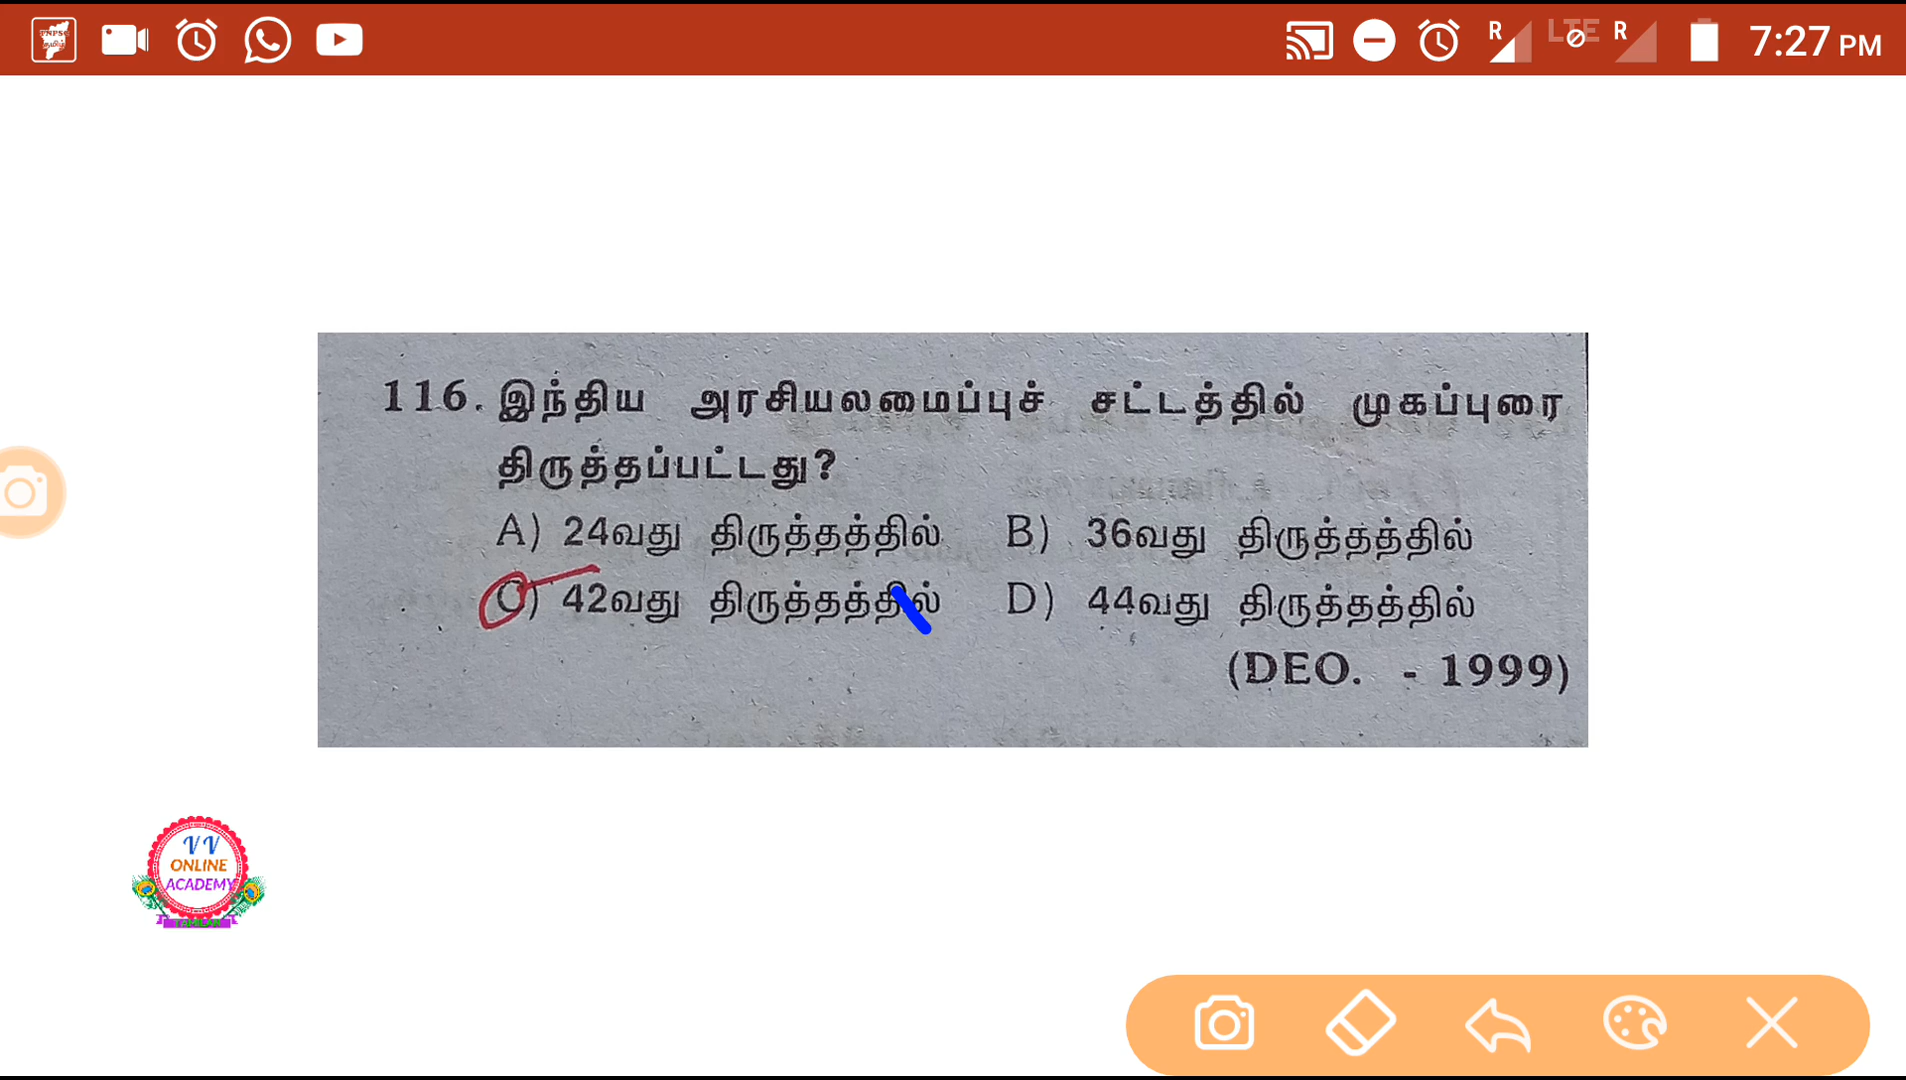 R LTE R 7:27 PM
116. இந்திய அரசியலமைப்புச் சட்டத்தில் முகப்புரை
திருத்தப்பட்டது?
A) 24வது திருத்தத்தில் B) 36வது திருத்தத்தில்
C) 42வது திருத்தத்தில் D) 44வது திருத்தத்தில்
(DEO. - 1999)
VV
ONLINE
ACADEMY